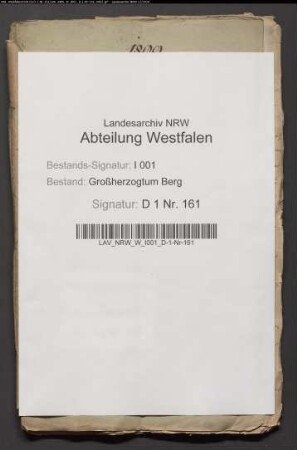 Landesarchiv NRW
Abteilung Westfalen
Bestands-Signatur: I 001
Bestand: Großherzogtum Berg
Signatur: D 1 Nr. 161
LAV_NRW_W_I001_D-1-Nr-161